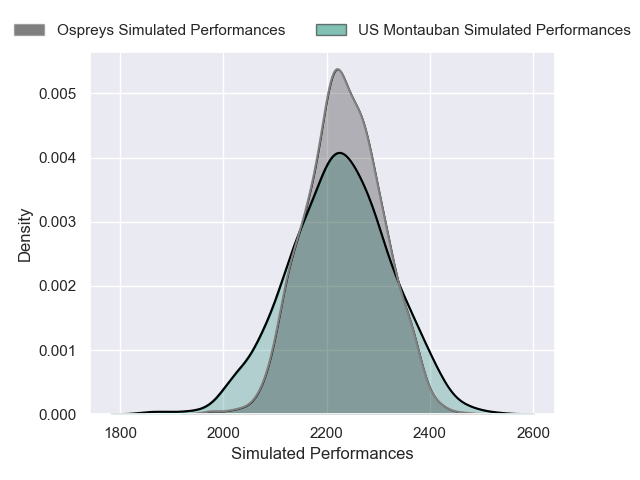 Ospreys Simulated Performances
US Montauban Simulated Performances
0.005
0.004
0.003
0.002
0.001
0.000
Density
1800
2000
2200
2400
2600
Simulated Performances